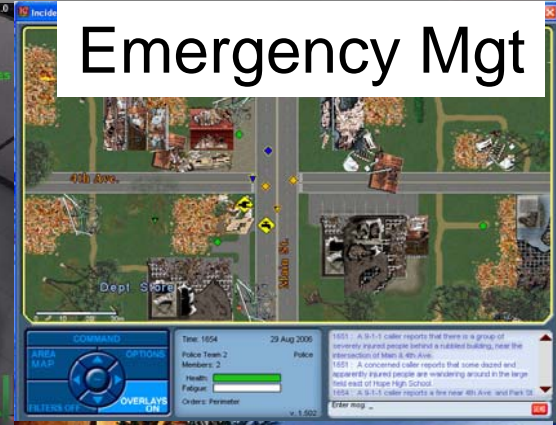 Incide
Emergency Mgt
4th Ave.
Main St.
Dept Store
0 10 20 30m
COMMAND
AREA
MAP
OPTIONS
FILTERS OFF
OVERLAYS
ON
Time: 1654 29 Aug 2006
Police Team 2 Police
Members: 2
Health:
Fatigue:
Orders: Perimeter
v. 1.502
1651 : A 9-1-1 caller reports that there is a group of
severely injured people behind a rubbled building, near the
intersection of Main & 4th Ave.
1651 : A concerned caller reports that some dazed and
apparently injured people are wandering around in the large
field east of Hope High School.
1654 : A 9-1-1 caller reports a fire near 4th Ave. and Park St.
Enter msg: _
SEND